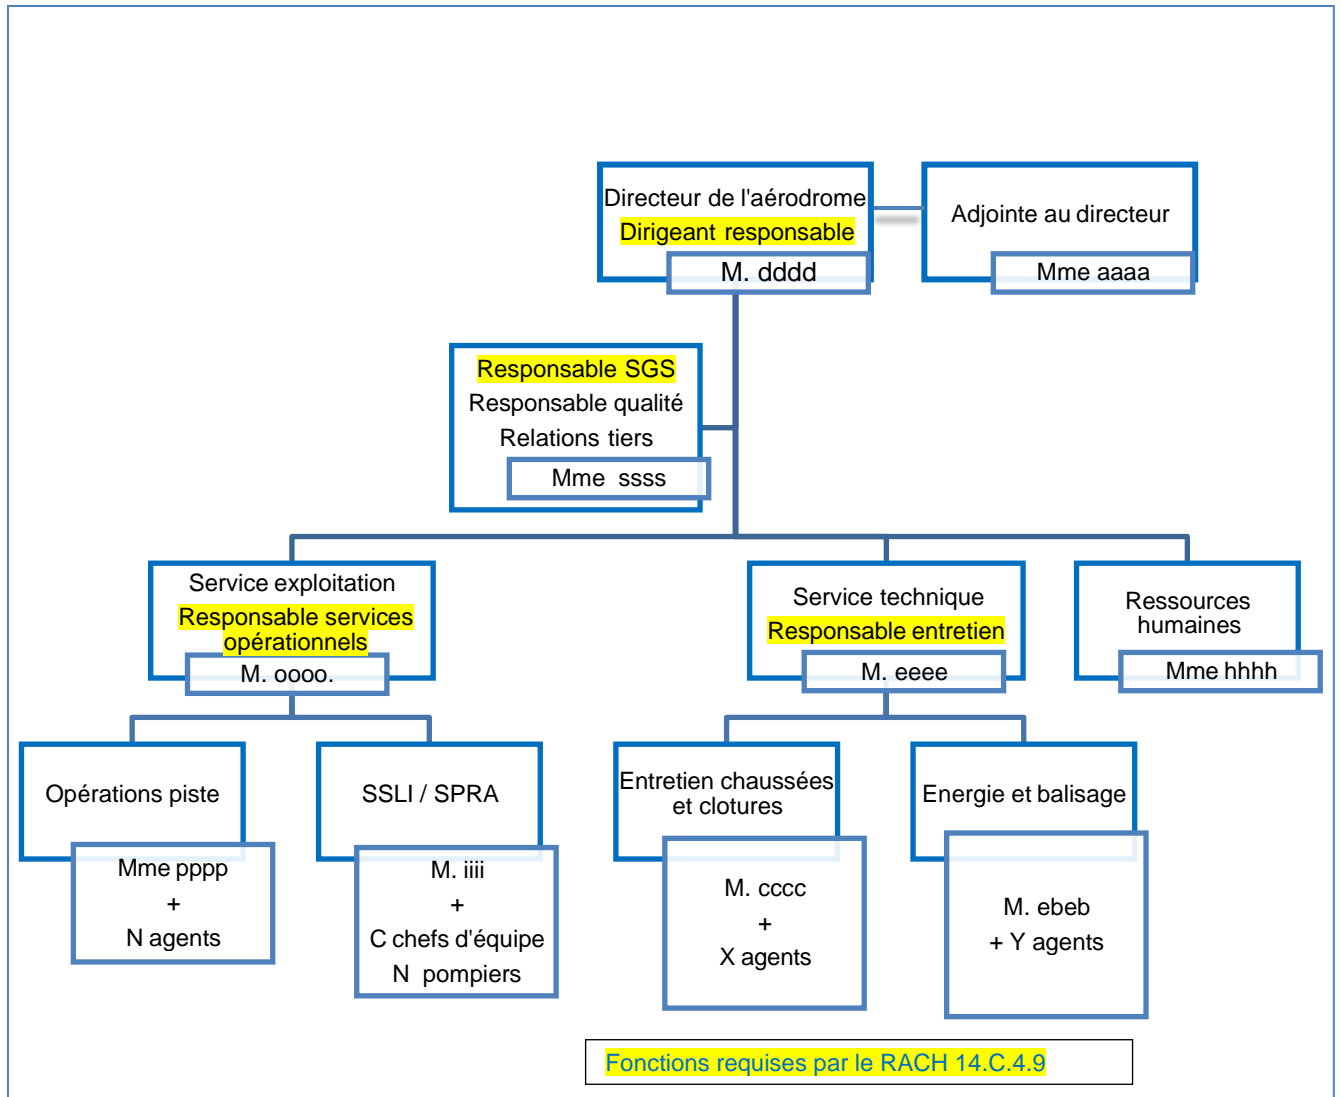 Directeur de l'aérodrome
Dirigeant responsable
M. dddd
Adjointe au directeur
Mme aaaa
Responsable SGS
Responsable qualité
Relations tiers
Mme ssss
Service exploitation
Responsable services
opérationnels
M. oooo.
Service technique
Responsable entretien
M. eeee
Ressources
humaines
Mme hhhh
Opérations piste
Mme pppp
+
N agents
SSLI / SPRA
M. iiii
+
C chefs d'équipe
N pompiers
Entretien chaussées
et clotures
M. cccc
+
X agents
Energie et balisage
M. ebeb
+ Y agents
Fonctions requises par le RACH 14.C.4.9